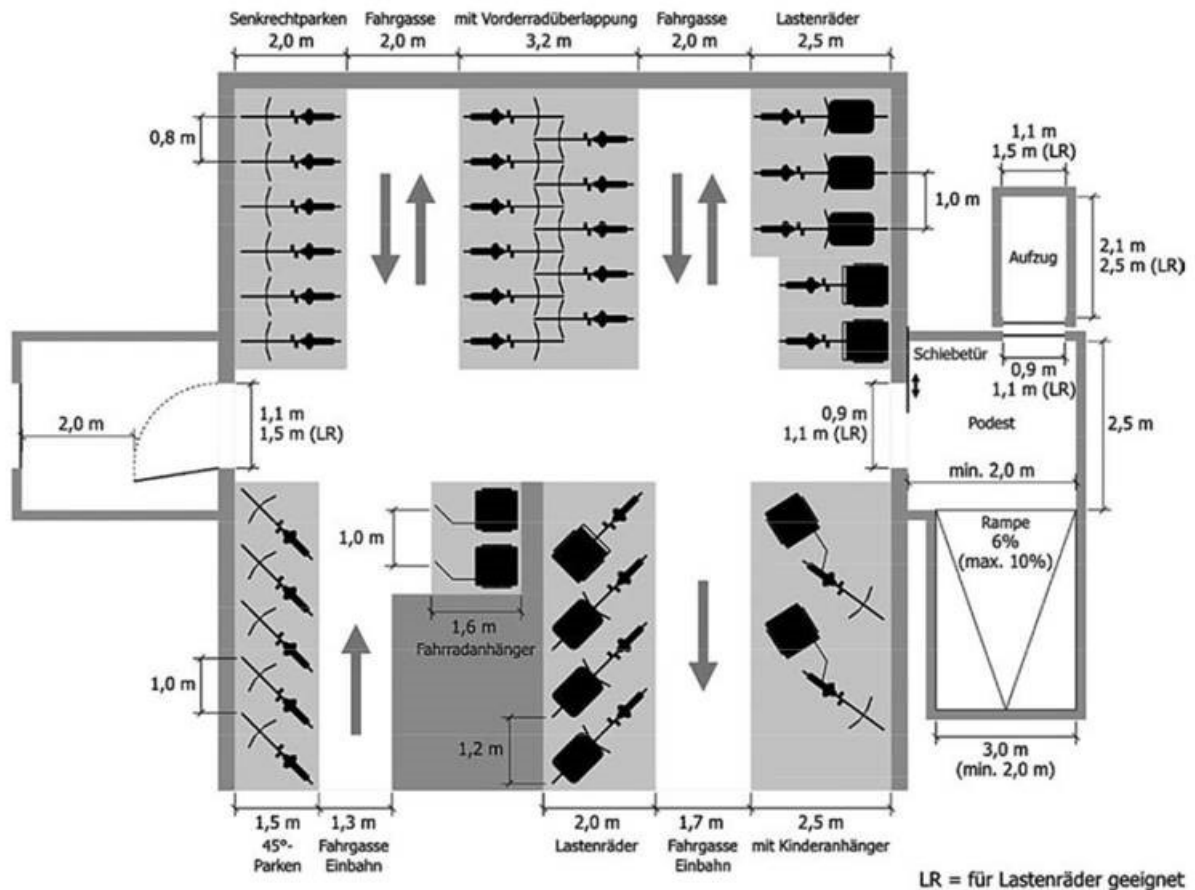 Senkrechtparken
2,0 m
Fahrgasse
2,0 m
mit Vorderradüberlappung
3,2 m
Fahrgasse
2,0 m
Lastenräder
2,5 m
0,8 m
1,0 m
1,1 m
1,5 m (LR)
Aufzug
2,1 m
2,5 m (LR)
Schiebetür
0,9 m
1,1 m (LR)
2,0 m
1,1 m
1,5 m (LR)
0,9 m
1,1 m (LR)
Podest
2,5 m
min. 2,0 m
1,0 m
Rampe
6%
(max. 10%)
1,6 m
Fahrradanhänger
1,0 m
1,2 m
3,0 m
(min. 2,0 m)
1,5 m
45°-
Parken
1,3 m
Fahrgasse
Einbahn
2,0 m
Lastenräder
1,7 m
Fahrgasse
Einbahn
2,5 m
mit Kinderanhänger
LR = für Lastenräder geeignet